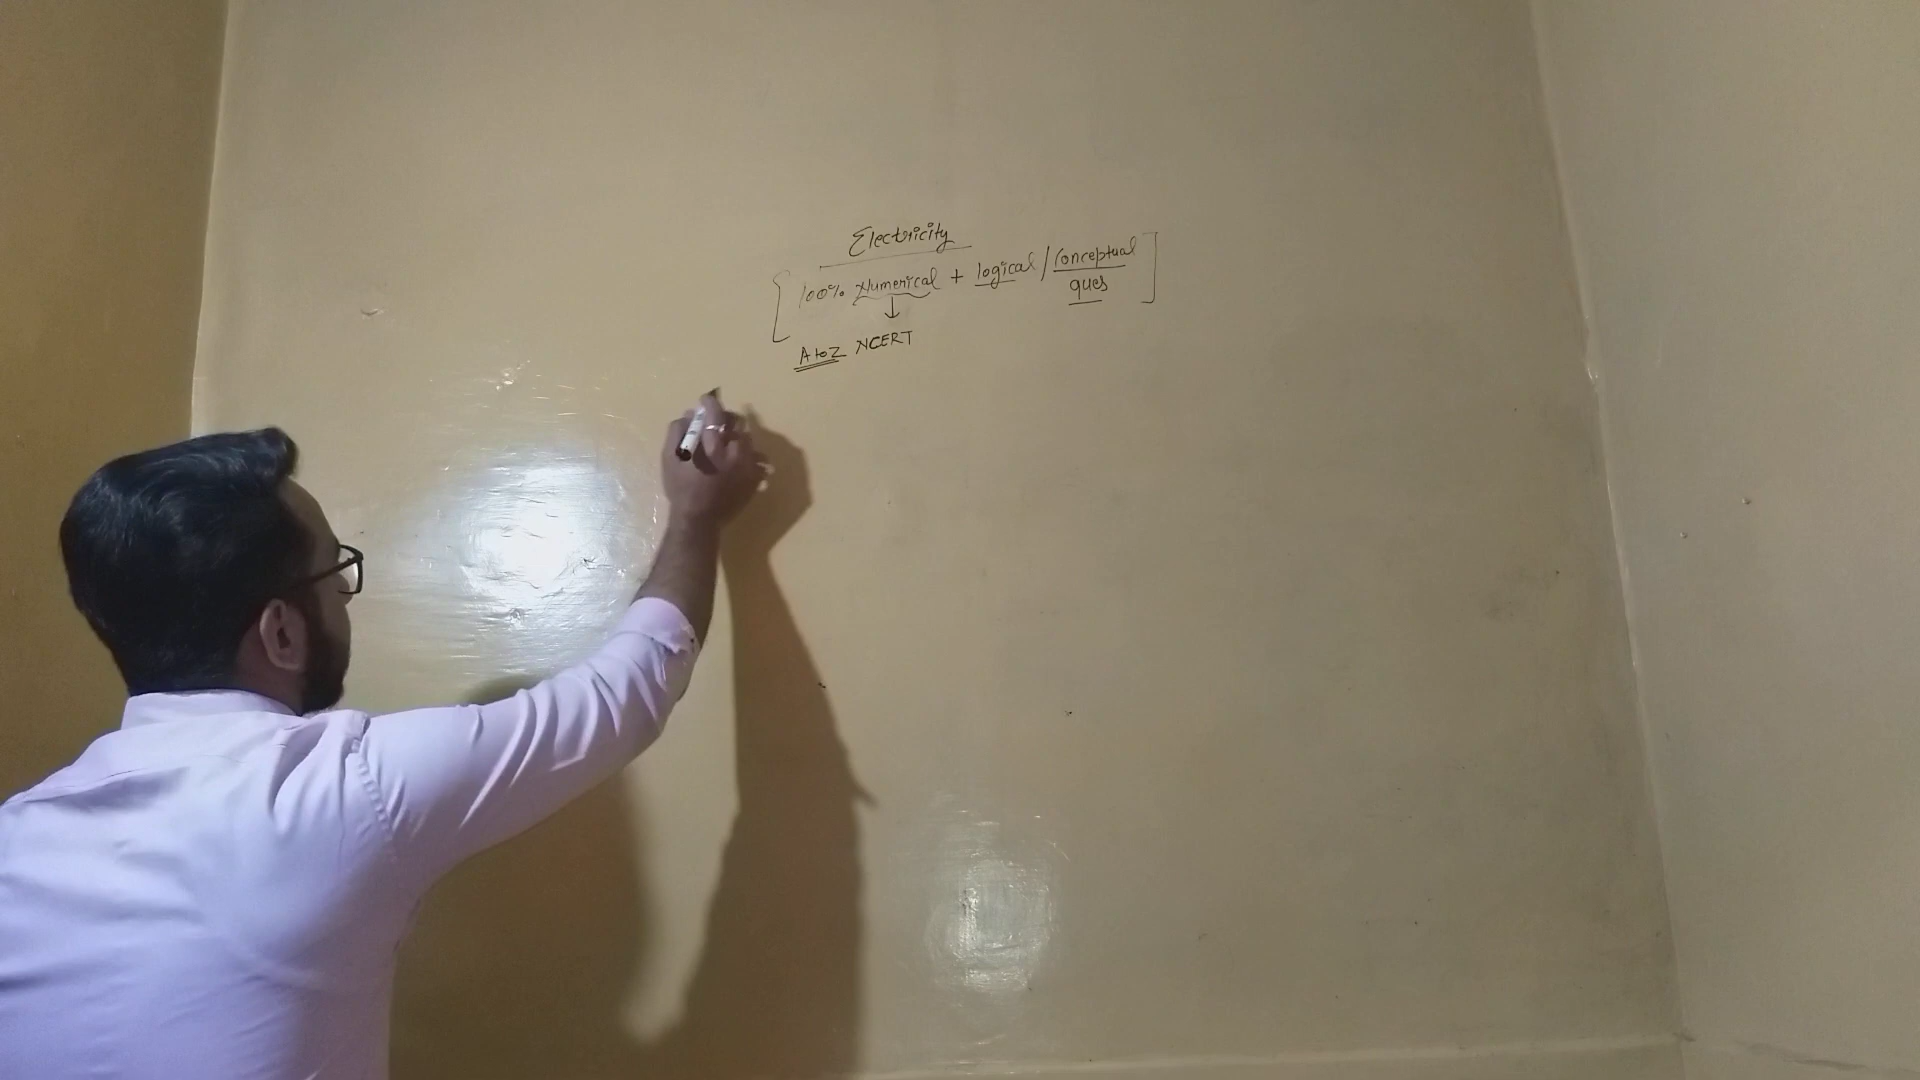 Electricity
[100% Numerical + logical / Conceptual
ques]
↓
A to Z NCERT